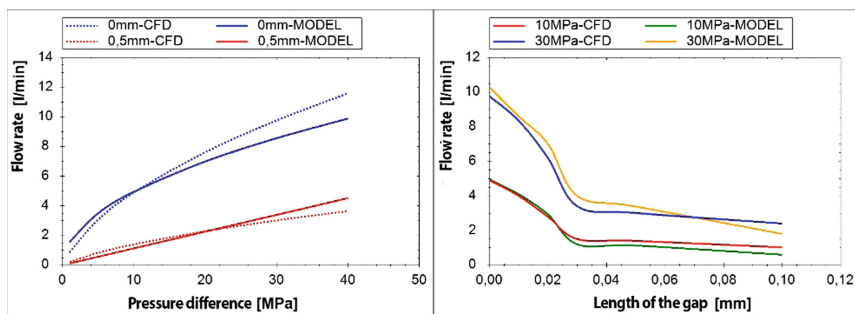 0mm-CFD 0mm-MODEL
0,5mm-CFD 0,5mm-MODEL
14
12
10
8
6
4
2
0
Flow rate [l/min]
0 10 20 30 40 50
Pressure difference [MPa]
10MPa-CFD 10MPa-MODEL
30MPa-CFD 30MPa-MODEL
12
10
8
6
4
2
0
Flow rate [l/min]
0,00 0,02 0,04 0,06 0,08 0,10 0,12
Length of the gap [mm]